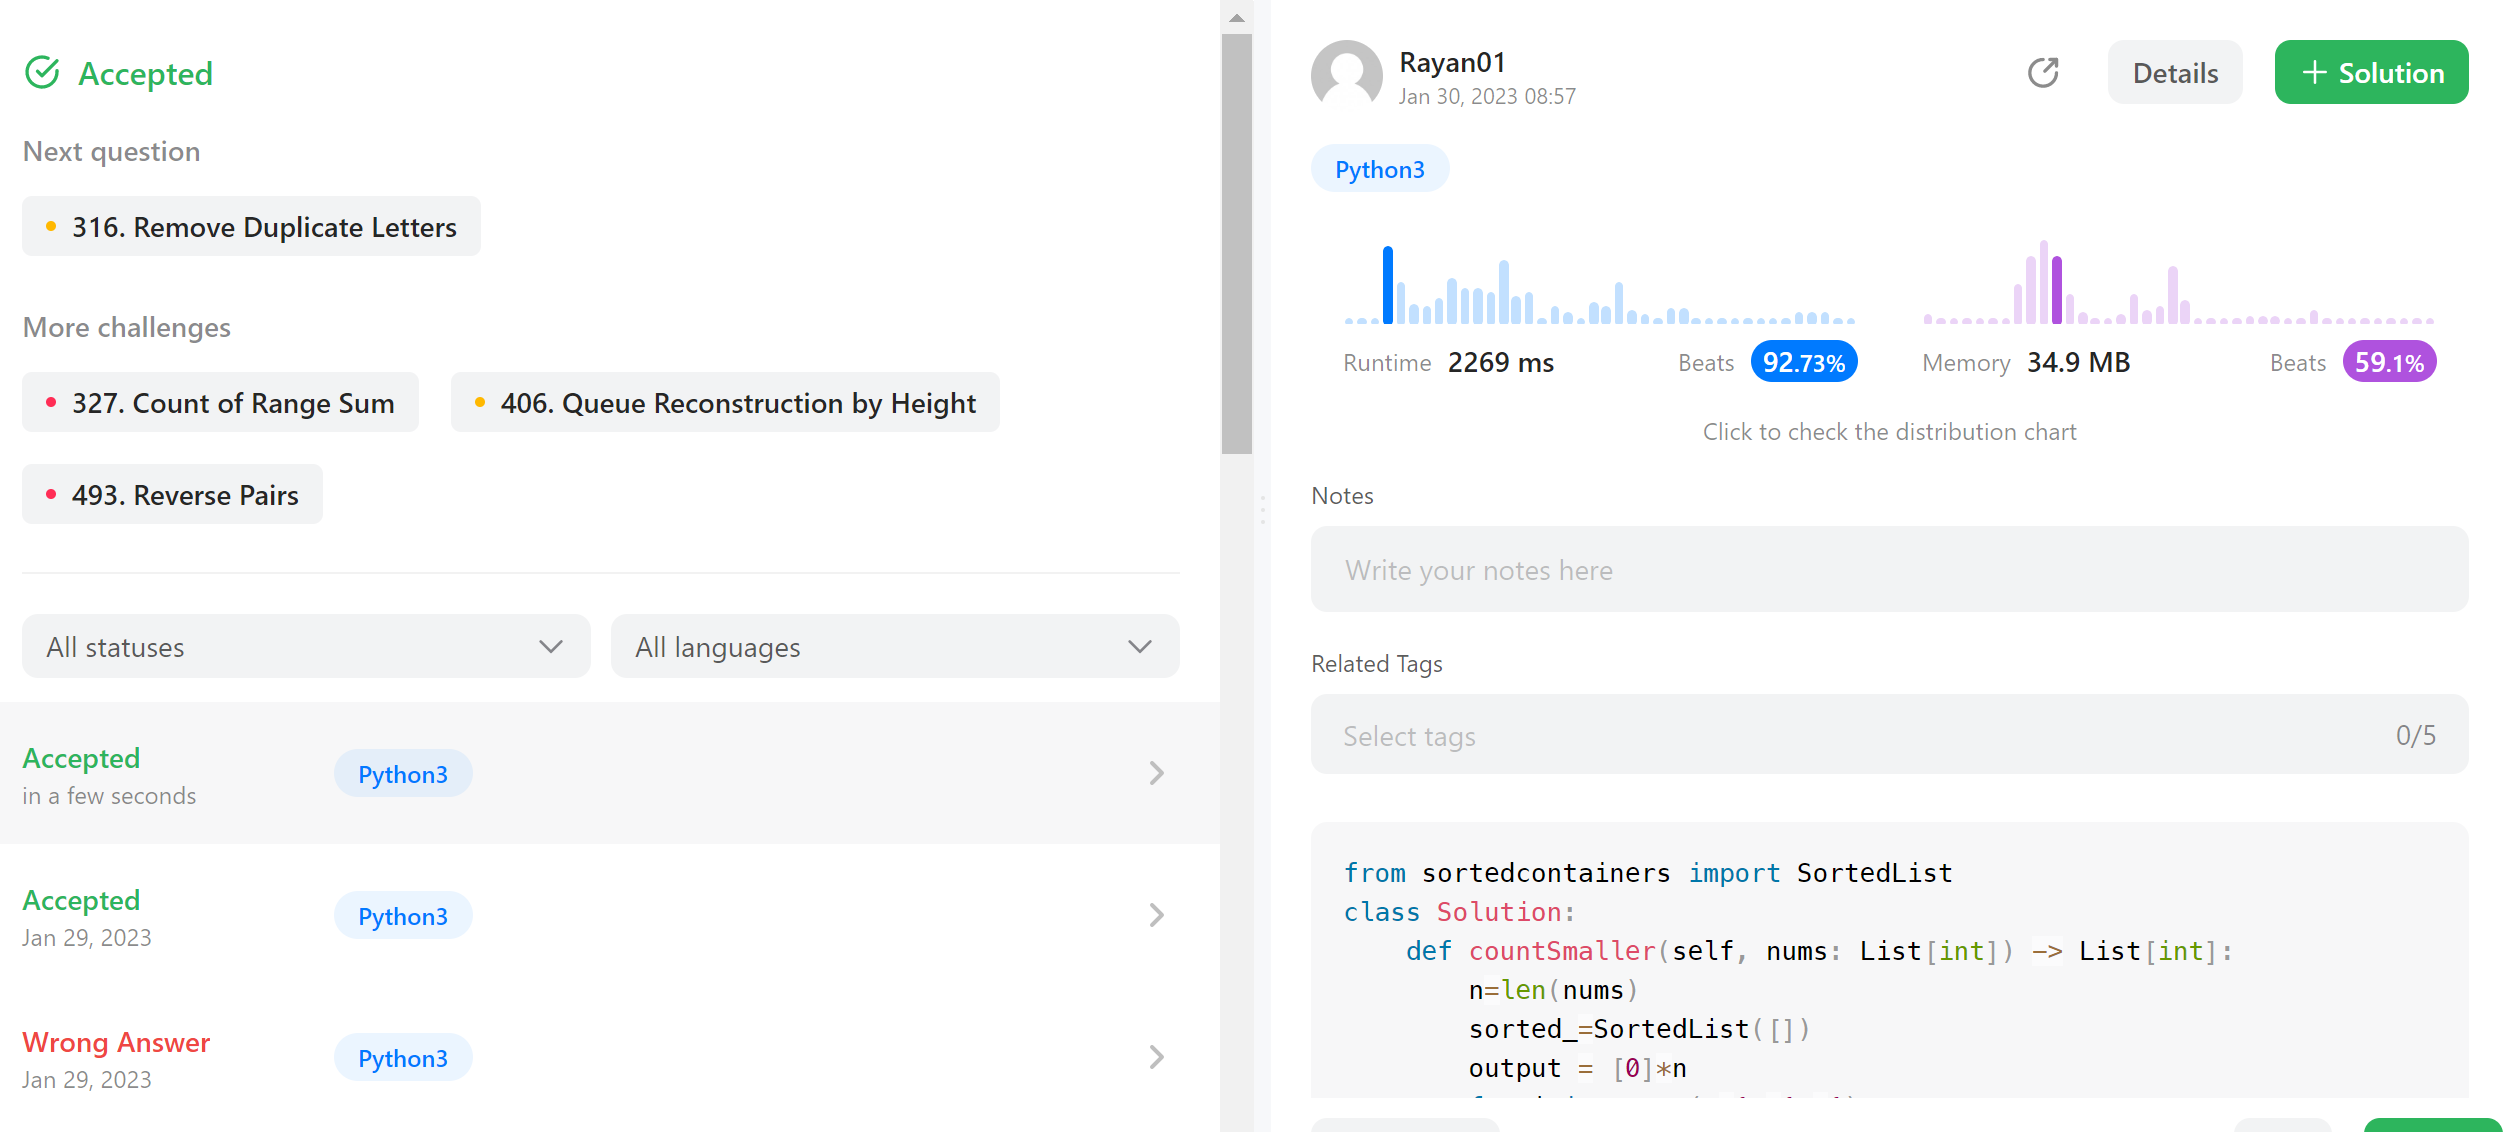 Accepted
Next question
316. Remove Duplicate Letters
More challenges
327. Count of Range Sum
406. Queue Reconstruction by Height
493. Reverse Pairs
All statuses
All languages
Accepted
in a few seconds
Python3
Accepted
Jan 29, 2023
Python3
Wrong Answer
Jan 29, 2023
Python3
Rayan01
Jan 30, 2023 08:57
Details
+ Solution
Python3
Runtime 2269 ms Beats 92.73%
Memory 34.9 MB Beats 59.1%
Click to check the distribution chart
Notes
Write your notes here
Related Tags
Select tags 0/5
from sortedcontainers import SortedList
class Solution:
    def countSmaller(self, nums: List[int]) -> List[int]:
        n=len(nums)
        sorted_=SortedList([])
        output = [0]*n